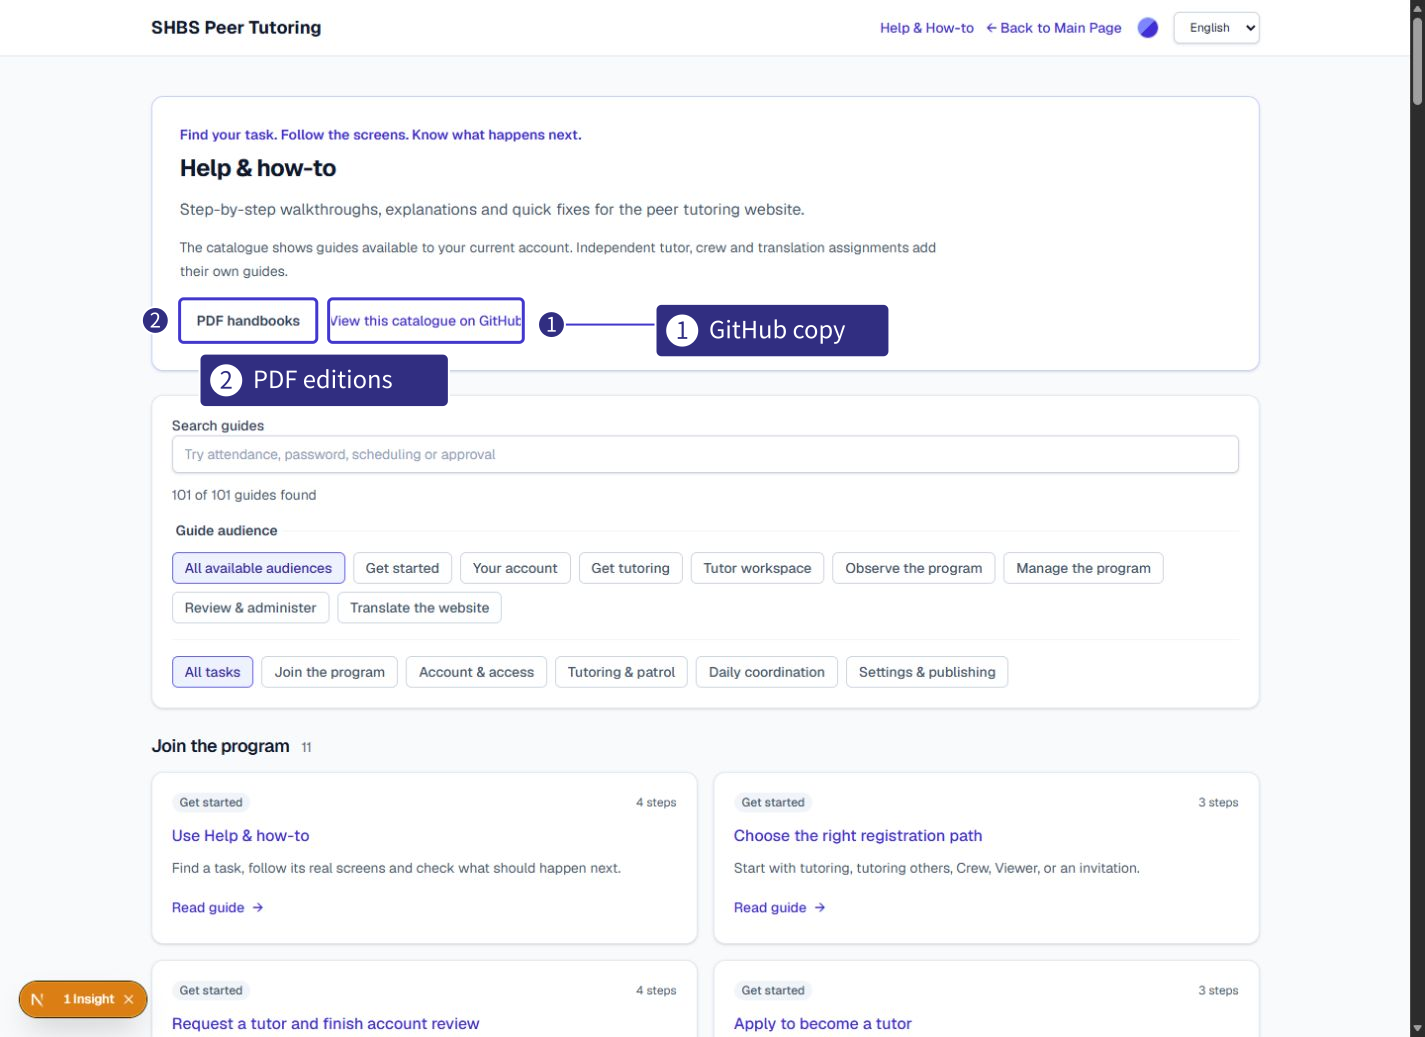 SHBS Peer Tutoring
Help & How-to
← Back to Main Page
English
Find your task. Follow the screens. Know what happens next.
Help & how-to
Step-by-step walkthroughs, explanations and quick fixes for the peer tutoring website.
The catalogue shows guides available to your current account. Independent tutor, crew and translation assignments add
their own guides.
2
PDF handbooks
View this catalogue on GitHub
1
1 GitHub copy
2 PDF editions
Search guides
Try attendance, password, scheduling or approval
101 of 101 guides found
Guide audience
All available audiences
Get started
Your account
Get tutoring
Tutor workspace
Observe the program
Manage the program
Review & administer
Translate the website
All tasks
Join the program
Account & access
Tutoring & patrol
Daily coordination
Settings & publishing
Join the program 11
Get started
4 steps
Use Help & how-to
Find a task, follow its real screens and check what should happen next.
Read guide →
Get started
3 steps
Choose the right registration path
Start with tutoring, tutoring others, Crew, Viewer, or an invitation.
Read guide →
Get started
4 steps
Request a tutor and finish account review
Get started
3 steps
Apply to become a tutor
N 1 Insight ×